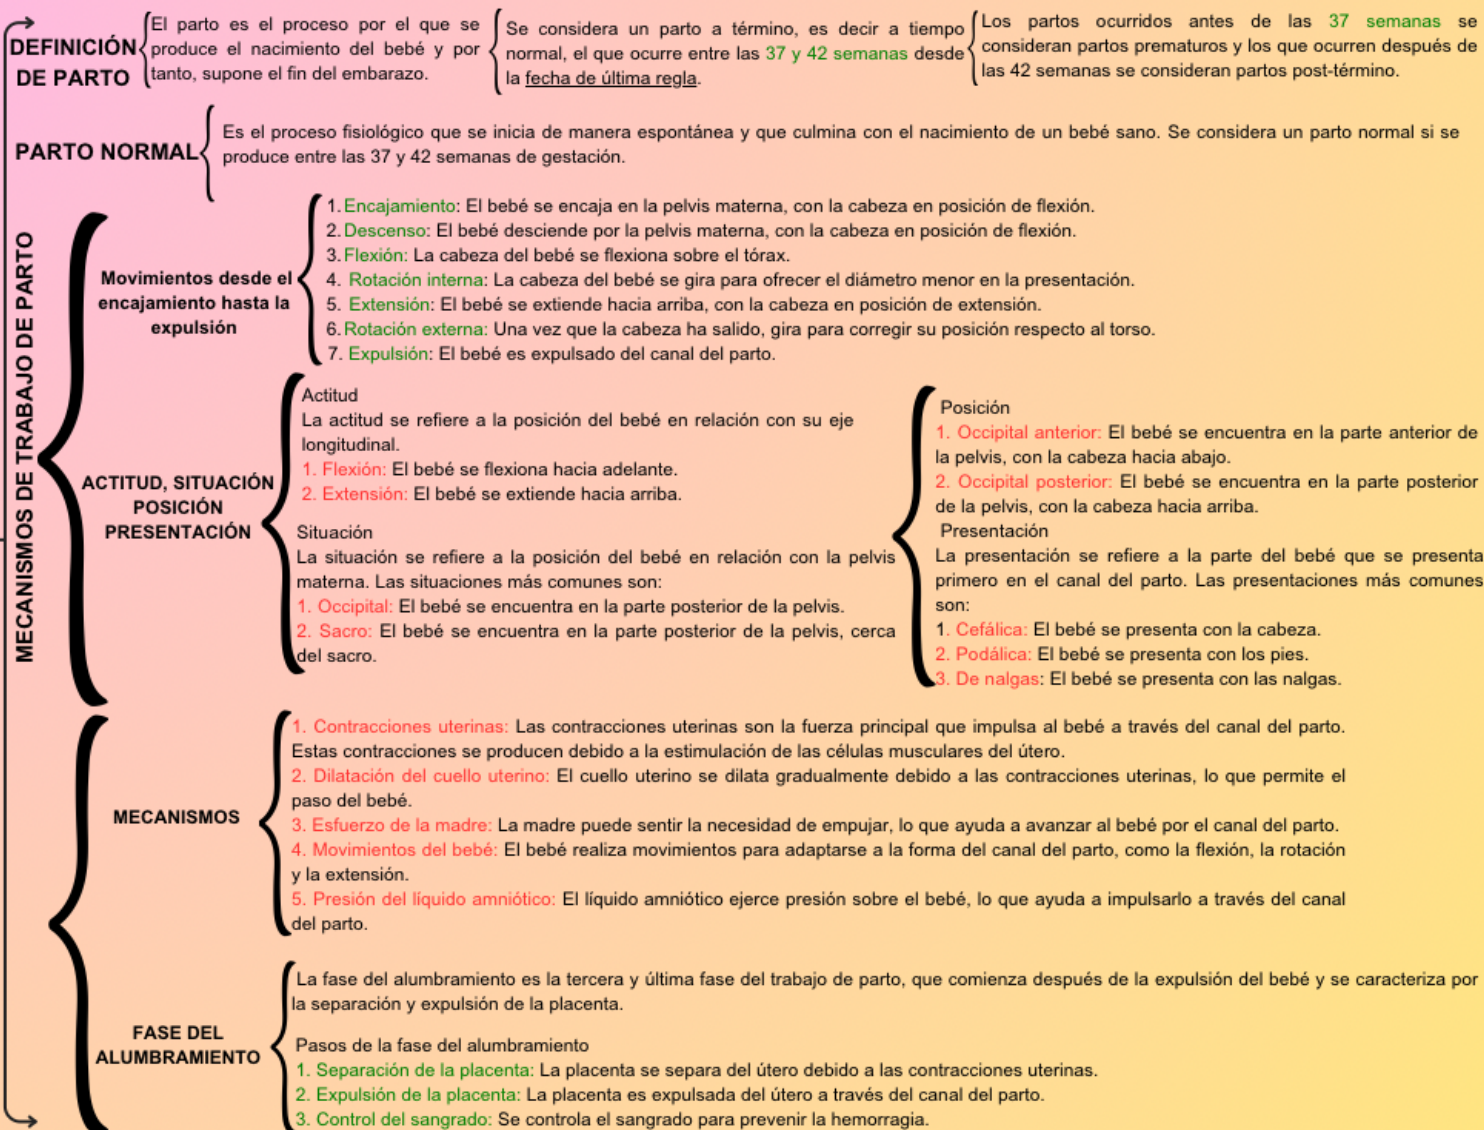 DEFINICIÓN
DE PARTO
El parto es el proceso por el que se
produce el nacimiento del bebé y por
tanto, supone el fin del embarazo.
Se considera un parto a término, es decir a tiempo
normal, el que ocurre entre las 37 y 42 semanas desde
la fecha de última regla.
Los partos ocurridos antes de las 37 semanas se
consideran partos prematuros y los que ocurren después de
las 42 semanas se consideran partos post-término.
PARTO NORMAL
Es el proceso fisiológico que se inicia de manera espontánea y que culmina con el nacimiento de un bebé sano. Se considera un parto normal si se
produce entre las 37 y 42 semanas de gestación.
MECANISMOS DE TRABAJO DE PARTO
Movimientos desde el
encajamiento hasta la
expulsión
1. Encajamiento: El bebé se encaja en la pelvis materna, con la cabeza en posición de flexión.
2. Descenso: El bebé desciende por la pelvis materna, con la cabeza en posición de flexión.
3. Flexión: La cabeza del bebé se flexiona sobre el tórax.
4. Rotación interna: La cabeza del bebé se gira para ofrecer el diámetro menor en la presentación.
5. Extensión: El bebé se extiende hacia arriba, con la cabeza en posición de extensión.
6. Rotación externa: Una vez que la cabeza ha salido, gira para corregir su posición respecto al torso.
7. Expulsión: El bebé es expulsado del canal del parto.
ACTITUD, SITUACIÓN
POSICIÓN
PRESENTACIÓN
Actitud
La actitud se refiere a la posición del bebé en relación con su eje
longitudinal.
1. Flexión: El bebé se flexiona hacia adelante.
2. Extensión: El bebé se extiende hacia arriba.
Situación
La situación se refiere a la posición del bebé en relación con la pelvis
materna. Las situaciones más comunes son:
1. Occipital: El bebé se encuentra en la parte posterior de la pelvis.
2. Sacro: El bebé se encuentra en la parte posterior de la pelvis, cerca
del sacro.
Posición
1. Occipital anterior: El bebé se encuentra en la parte anterior de
la pelvis, con la cabeza hacia abajo.
2. Occipital posterior: El bebé se encuentra en la parte posterior
de la pelvis, con la cabeza hacia arriba.
Presentación
La presentación se refiere a la parte del bebé que se presenta
primero en el canal del parto. Las presentaciones más comunes
son:
1. Cefálica: El bebé se presenta con la cabeza.
2. Podálica: El bebé se presenta con los pies.
3. De nalgas: El bebé se presenta con las nalgas.
MECANISMOS
1. Contracciones uterinas: Las contracciones uterinas son la fuerza principal que impulsa al bebé a través del canal del parto.
Estas contracciones se producen debido a la estimulación de las células musculares del útero.
2. Dilatación del cuello uterino: El cuello uterino se dilata gradualmente debido a las contracciones uterinas, lo que permite el
paso del bebé.
3. Esfuerzo de la madre: La madre puede sentir la necesidad de empujar, lo que ayuda a avanzar al bebé por el canal del parto.
4. Movimientos del bebé: El bebé realiza movimientos para adaptarse a la forma del canal del parto, como la flexión, la rotación
y la extensión.
5. Presión del líquido amniótico: El líquido amniótico ejerce presión sobre el bebé, lo que ayuda a impulsarlo a través del canal
del parto.
FASE DEL
ALUMBRAMIENTO
La fase del alumbramiento es la tercera y última fase del trabajo de parto, que comienza después de la expulsión del bebé y se caracteriza por
la separación y expulsión de la placenta.
Pasos de la fase del alumbramiento
1. Separación de la placenta: La placenta se separa del útero debido a las contracciones uterinas.
2. Expulsión de la placenta: La placenta es expulsada del útero a través del canal del parto.
3. Control del sangrado: Se controla el sangrado para prevenir la hemorragia.